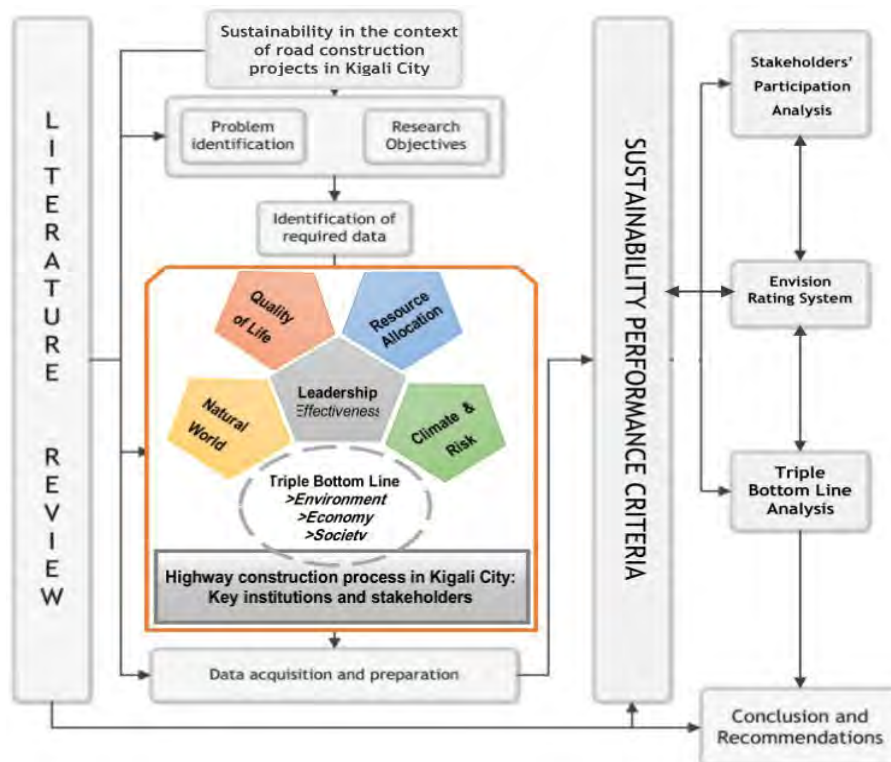 LITERATURE REVIEW
Sustainability in the context
of road construction
projects in Kigali City
Problem
identification
Research
Objectives
Identification of
required data
Quality
of Life
Resource
Allocation
Natural
World
Leadership
Effectiveness
Climate &
Risk
Triple Bottom Line
>Environment
>Economy
>Society
Highway construction process in Kigali City:
Key institutions and stakeholders
Data acquisition and preparation
SUSTAINABILITY PERFORMANCE CRITERIA
Stakeholders'
Participation
Analysis
Envision
Rating System
Triple
Bottom Line
Analysis
Conclusion and
Recommendations